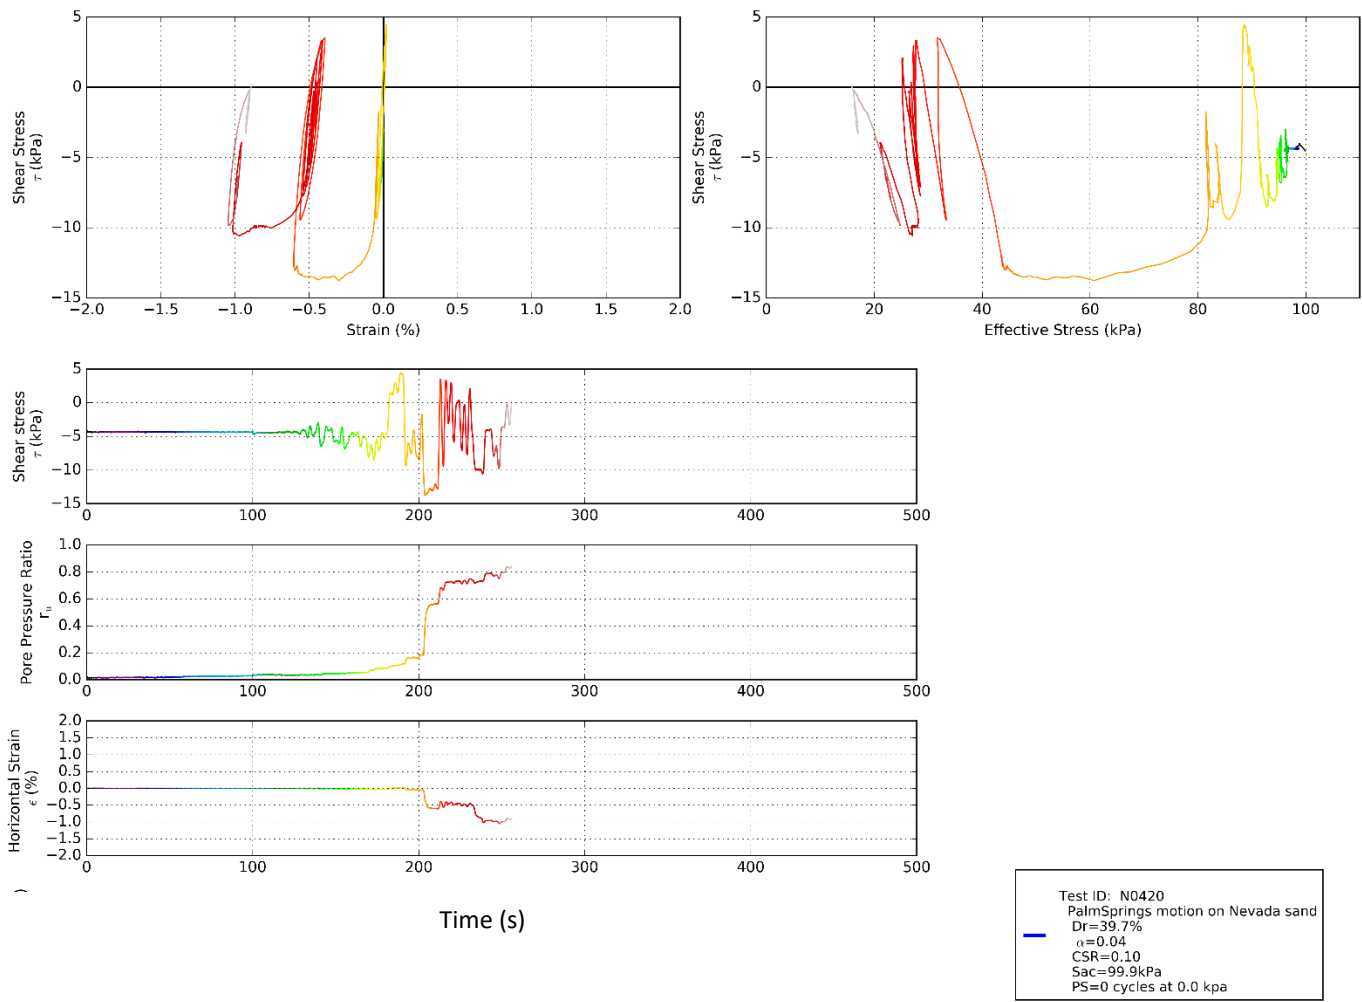 5
0
−5
−10
−15
−2.0 −1.5 −1.0 −0.5 0.0 0.5 1.0 1.5 2.0
Strain (%)
Shear Stress
τ (kPa)
5
0
−5
−10
−15
0 20 40 60 80 100
Effective Stress (kPa)
Shear Stress
τ (kPa)
5
0
−5
−10
−15
0 100 200 300 400 500
Shear stress
τ (kPa)
1.0
0.8
0.6
0.4
0.2
0.0
0 100 200 300 400 500
Pore Pressure Ratio
ru
2.0
1.5
1.0
0.5
0.0
−0.5
−1.0
−1.5
−2.0
0 100 200 300 400 500
Horizontal Strain
ϵ (%)
Time (s)
Test ID: N0420
PalmSprings motion on Nevada sand
Dr=39.7%
α=0.04
CSR=0.10
Sac=99.9kPa
PS=0 cycles at 0.0 kpa